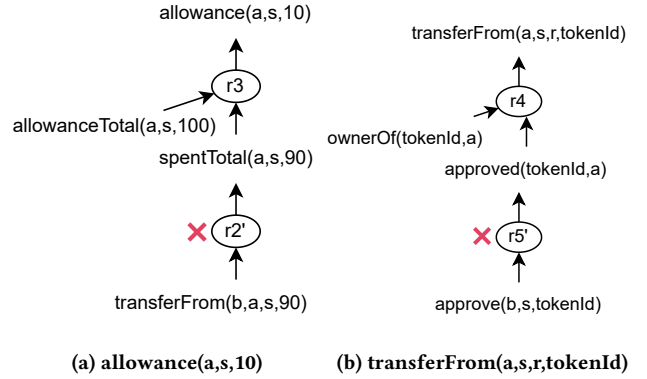 allowance(a,s,10)
r3
allowanceTotal(a,s,100)
spentTotal(a,s,90)
r2'
transferFrom(b,a,s,90)
(a) allowance(a,s,10)
transferFrom(a,s,r,tokenId)
r4
ownerOf(tokenId,a)
approved(tokenId,a)
r5'
approve(b,s,tokenId)
(b) transferFrom(a,s,r,tokenId)